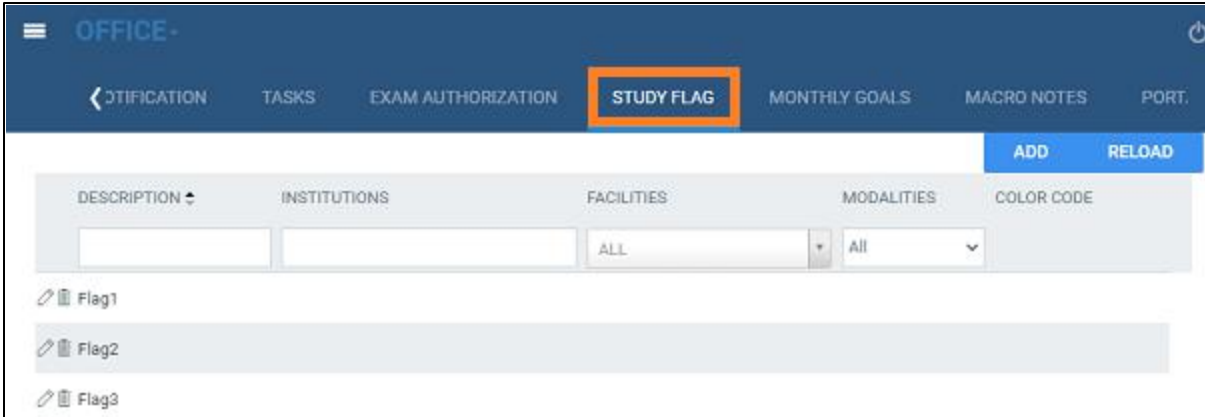 OFFICE
OTIFICATION TASKS EXAM AUTHORIZATION STUDY FLAG MONTHLY GOALS MACRO NOTES PORT.
ADD RELOAD
DESCRIPTION INSTITUTIONS FACILITIES MODALITIES COLOR CODE
ALL All
Flag1
Flag2
Flag3